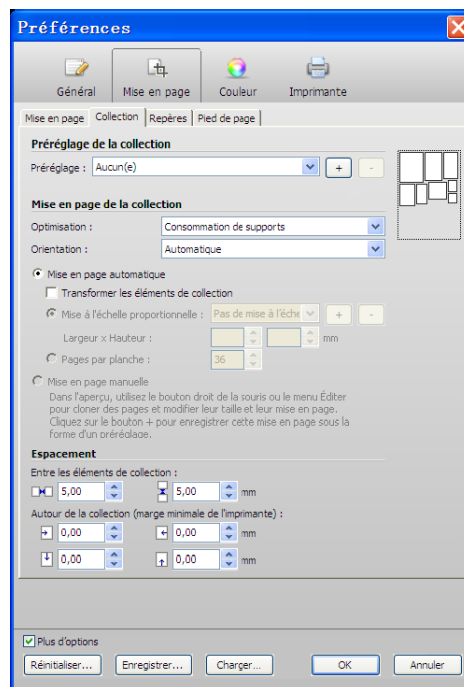 Préférences
Général Mise en page Couleur Imprimante
Mise en page Collection Repères Pied de page
Préréglage de la collection
Préréglage : Aucun(e) + -
Mise en page de la collection
Optimisation : Consommation de supports
Orientation : Automatique
Mise en page automatique
Transformer les éléments de collection
Mise à l'échelle proportionnelle : Pas de mise à l'éche + -
Largeur x Hauteur : mm
Pages par planche : 36
Mise en page manuelle
Dans l'aperçu, utilisez le bouton droit de la souris ou le menu Éditer
pour cloner des pages et modifier leur taille et leur mise en page.
Cliquez sur le bouton + pour enregistrer cette mise en page sous la
forme d'un préréglage.
Espacement
Entre les éléments de collection :
5,00 5,00 mm
Autour de la collection (marge minimale de l'imprimante) :
0,00 0,00 mm
0,00 0,00 mm
Plus d'options
Réinitialiser... Enregistrer... Charger... OK Annuler